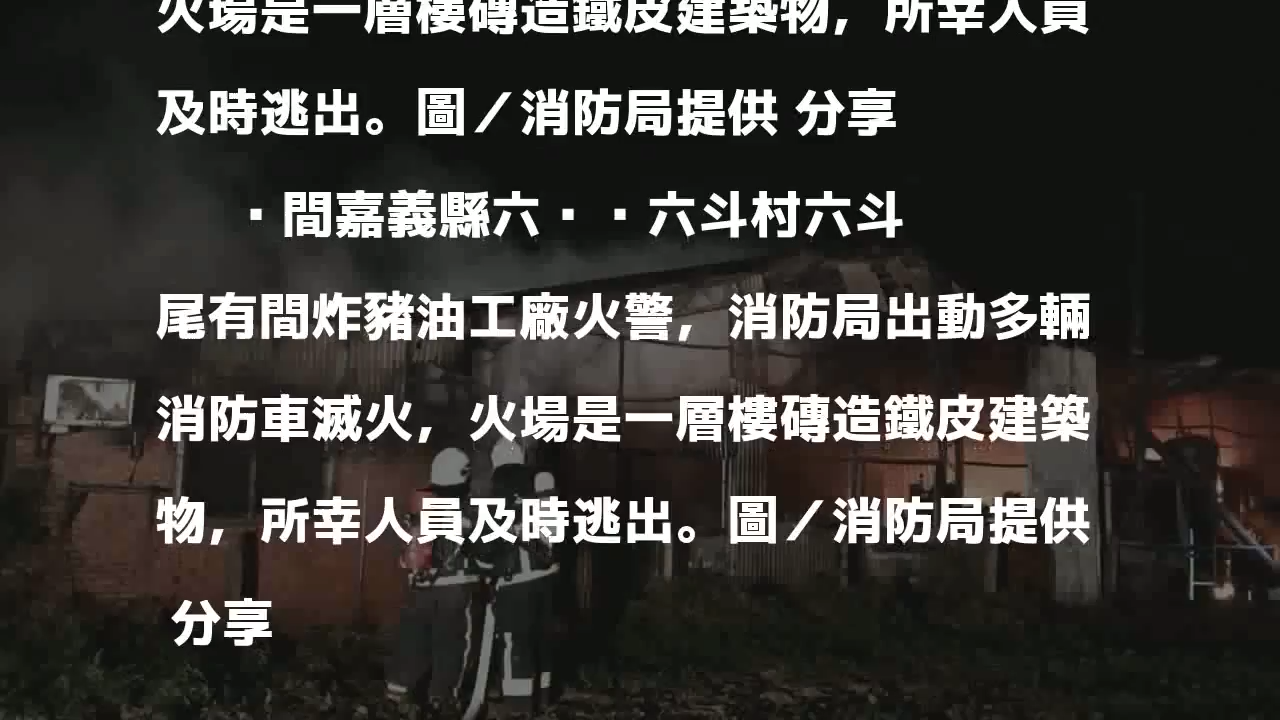 火場是一層樓磚造鐵皮建築物，所幸人員
及時逃出。圖／消防局提供 分享
▪間嘉義縣六▪▪六斗村六斗
尾有間炸豬油工廠火警，消防局出動多輛
消防車滅火，火場是一層樓磚造鐵皮建築
物，所幸人員及時逃出。圖／消防局提供
分享